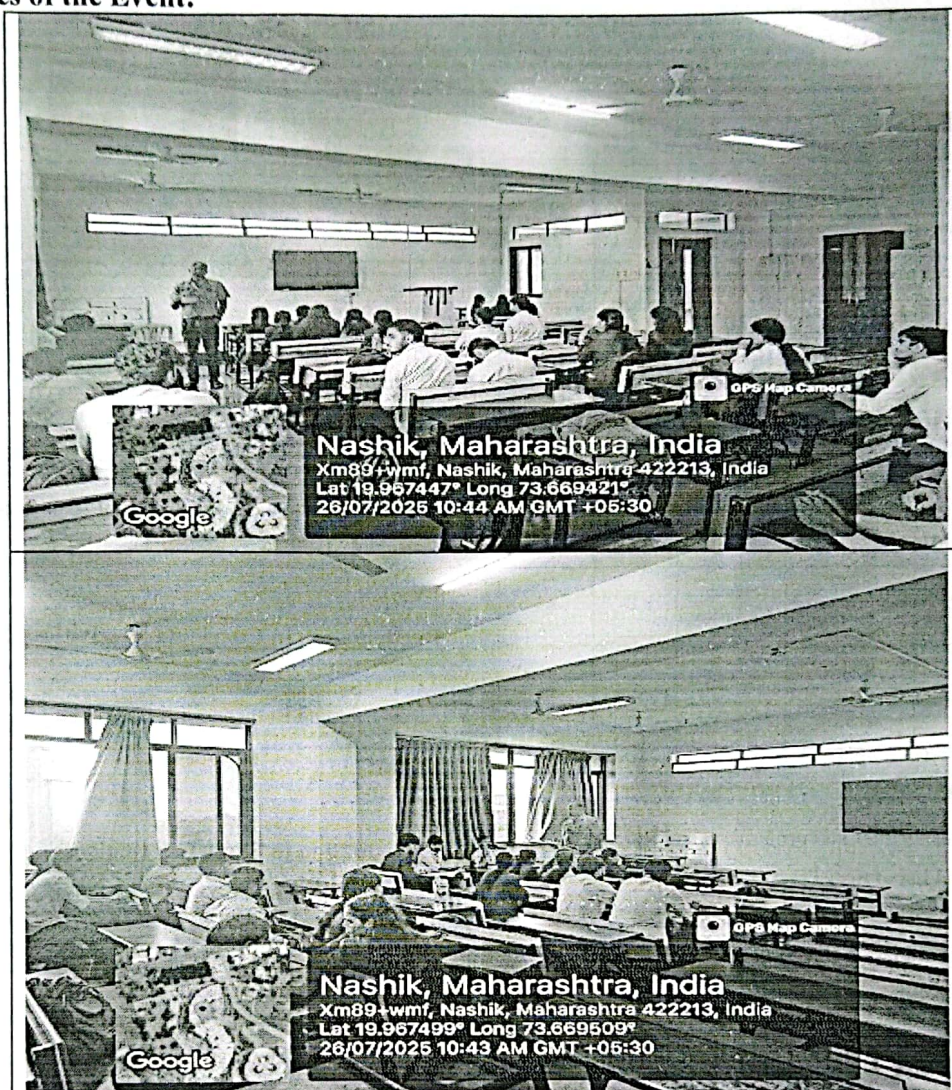 es of the Event:
GPS Map Camera
Nashik, Maharashtra, India
Xm89+wmf, Nashik, Maharashtra 422213, India
Lat 19.967447° Long 73.669421°
26/07/2025 10:44 AM GMT +05:30
Google
GPS Map Camera
Nashik, Maharashtra, India
Xm89+wmf, Nashik, Maharashtra 422213, India
Lat 19.967499° Long 73.669509°
26/07/2025 10:43 AM GMT +05:30
Google